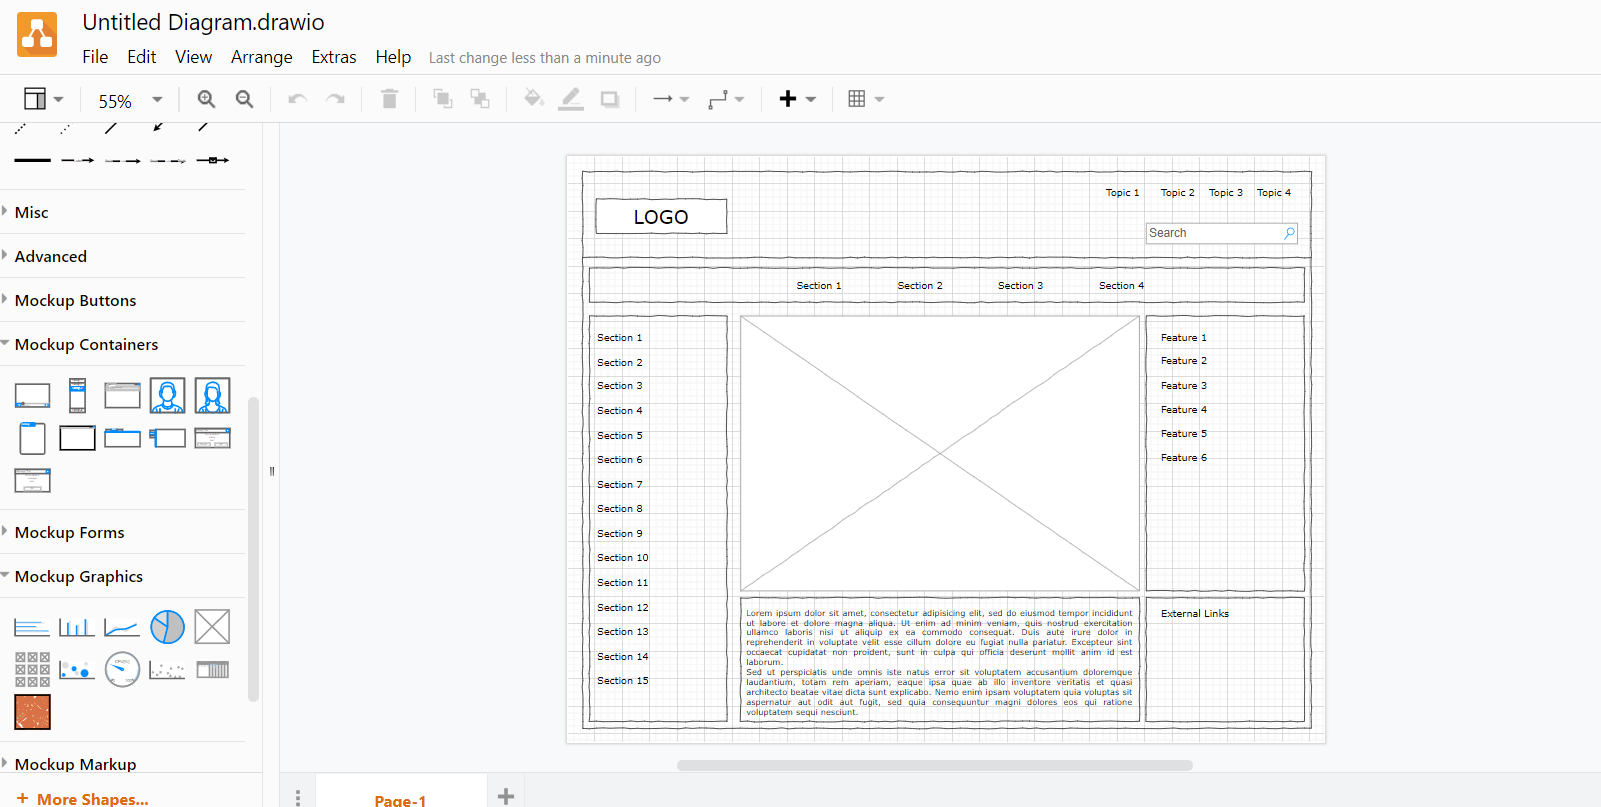 Untitled Diagram.drawio
File Edit View Arrange Extras Help Last change less than a minute ago
55%
Misc
Advanced
Mockup Buttons
Mockup Containers
Mockup Forms
Mockup Graphics
Mockup Markup
+ More Shapes...
Topic 1 Topic 2 Topic 3 Topic 4
LOGO
Search
Section 1 Section 2 Section 3 Section 4
Section 1
Section 2
Section 3
Section 4
Section 5
Section 6
Section 7
Section 8
Section 9
Section 10
Section 11
Section 12
Section 13
Section 14
Section 15
Lorem ipsum dolor sit amet, consectetur adipisicing elit, sed do eiusmod tempor incididunt
ut labore et dolore magna aliqua. Ut enim ad minim veniam, quis nostrud exercitation
ullamco laboris nisi ut aliquip ex ea commodo consequat. Duis aute irure dolor in
reprehenderit in voluptate velit esse cillum dolore eu fugiat nulla pariatur. Excepteur sint
occaecat cupidatat non proident, sunt in culpa qui officia deserunt mollit anim id est
laborum.
Sed ut perspiciatis unde omnis iste natus error sit voluptatem accusantium doloremque
laudantium, totam rem aperiam, eaque ipsa quae ab illo inventore veritatis et quasi
architecto beatae vitae dicta sunt explicabo. Nemo enim ipsam voluptatem quia voluptas sit
aspernatur aut odit aut fugit, sed quia consequuntur magni dolores eos qui ratione
voluptatem sequi nesciunt.
Feature 1
Feature 2
Feature 3
Feature 4
Feature 5
Feature 6
External Links
Page-1